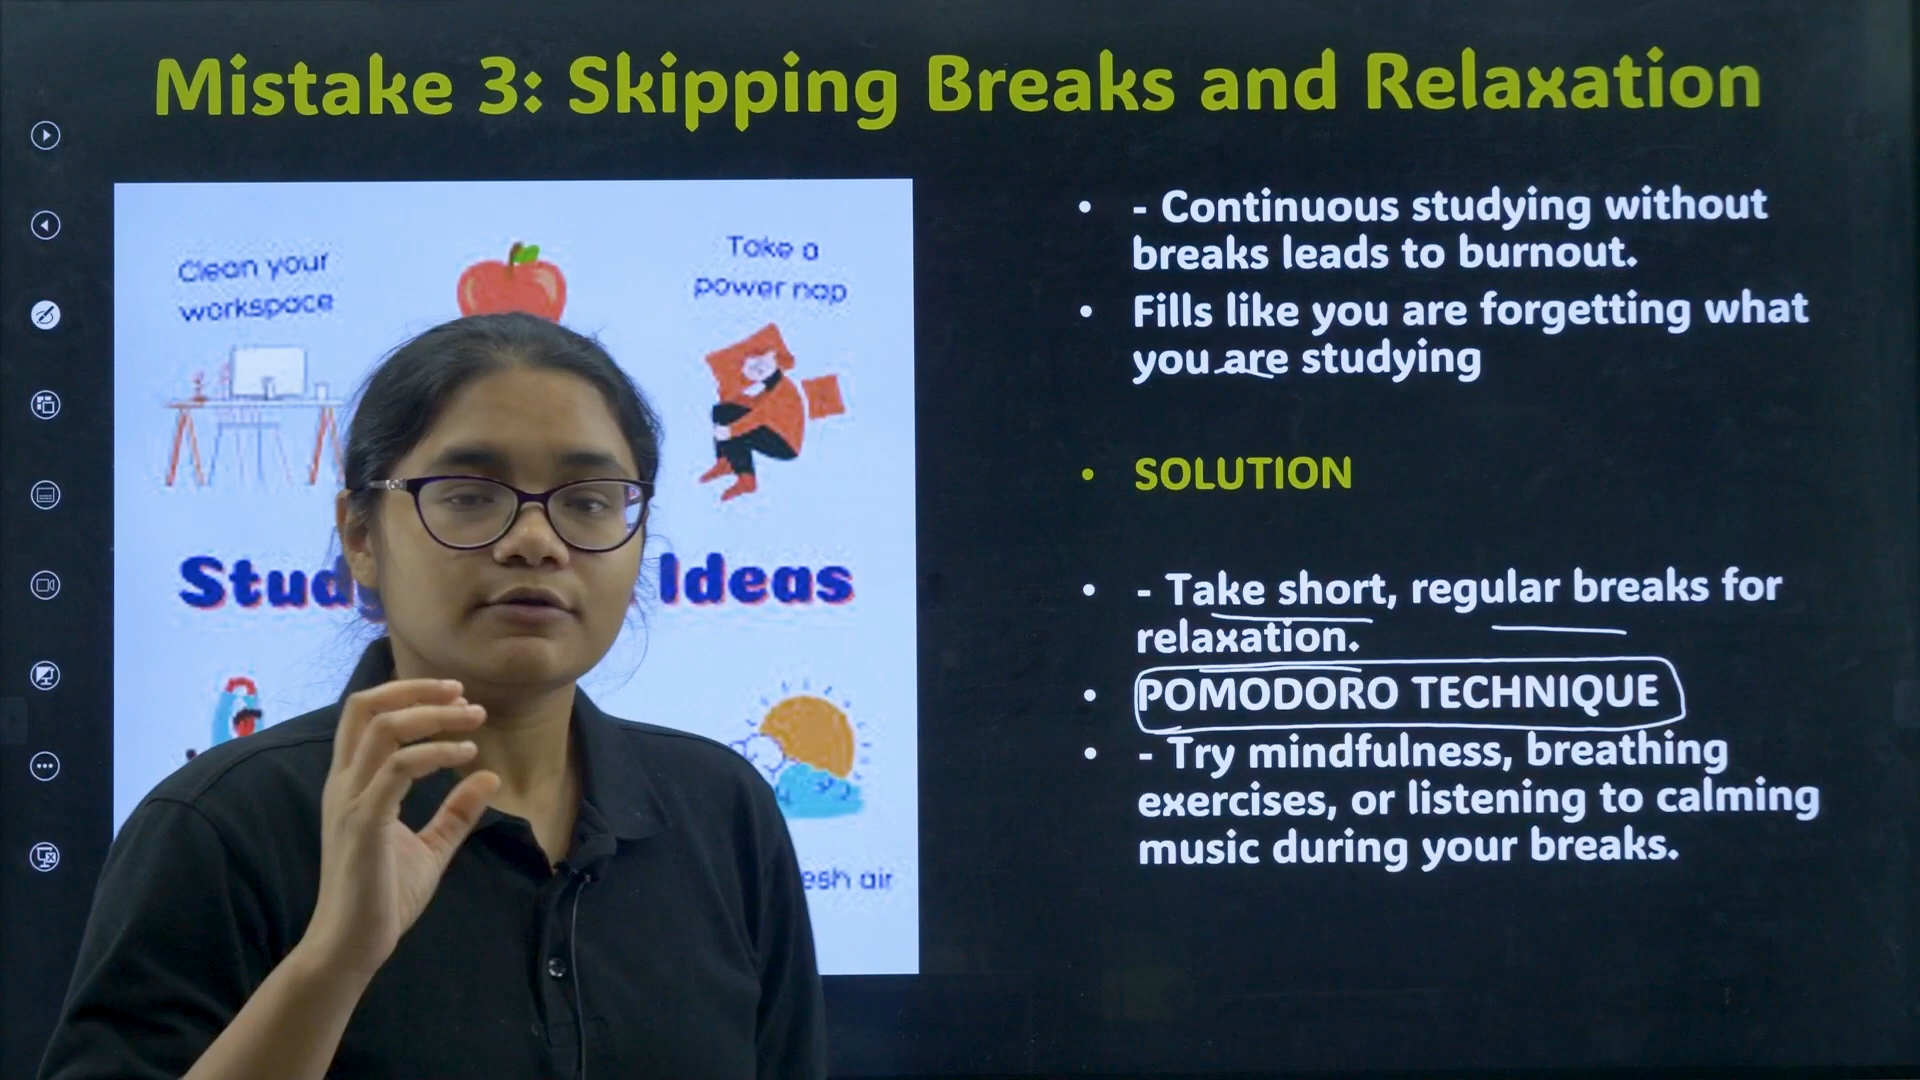 Mistake 3: Skipping Breaks and Relaxation
Clean your
workspace
Take a
power nap
Ideas
esh air
• - Continuous studying without
breaks leads to burnout.
• Fills like you are forgetting what
you are studying
• SOLUTION
• - Take short, regular breaks for
relaxation.
• POMODORO TECHNIQUE
• - Try mindfulness, breathing
exercises, or listening to calming
music during your breaks.